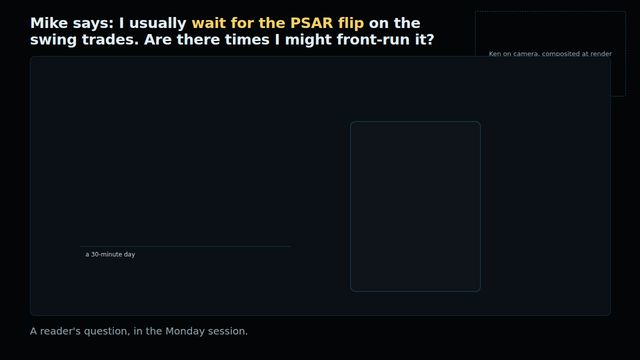 Mike says: I usually wait for the PSAR flip on the
swing trades. Are there times I might front-run it?
Ken on camera, composited at render
a 30-minute day
A reader's question, in the Monday session.